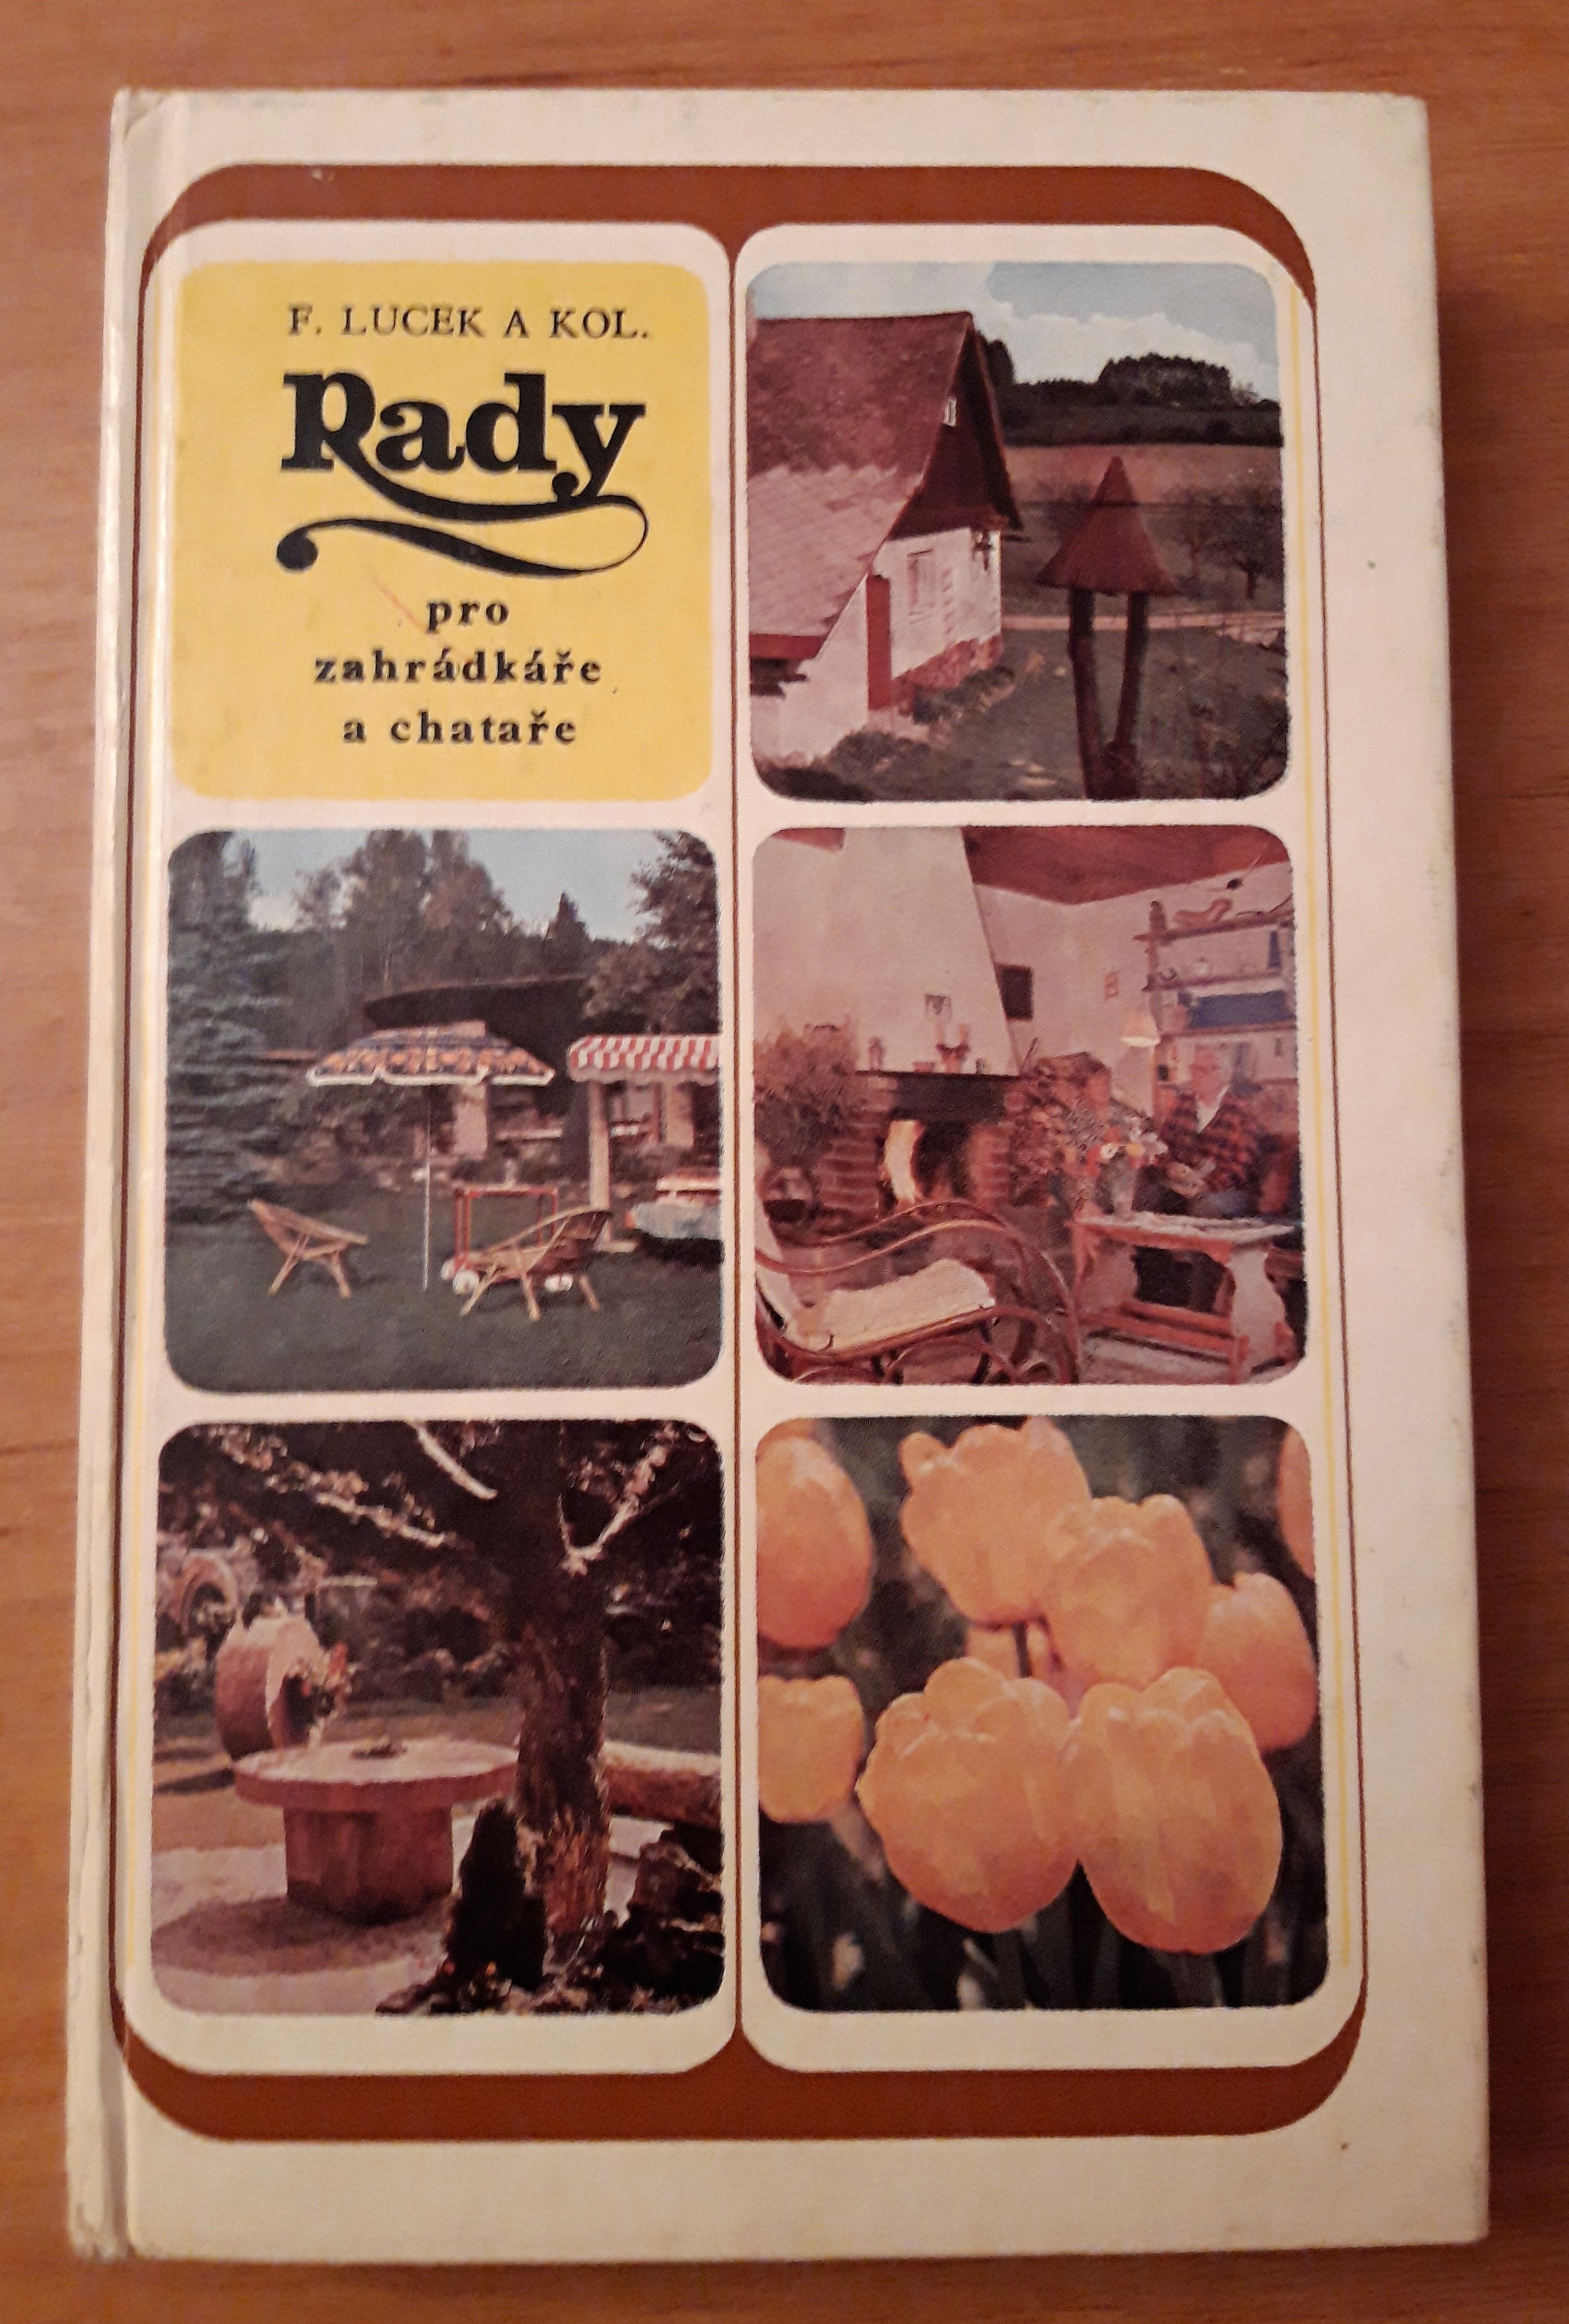 F. LUCEK A KOL.
Rady
pro
zahrádkáře
a chataře